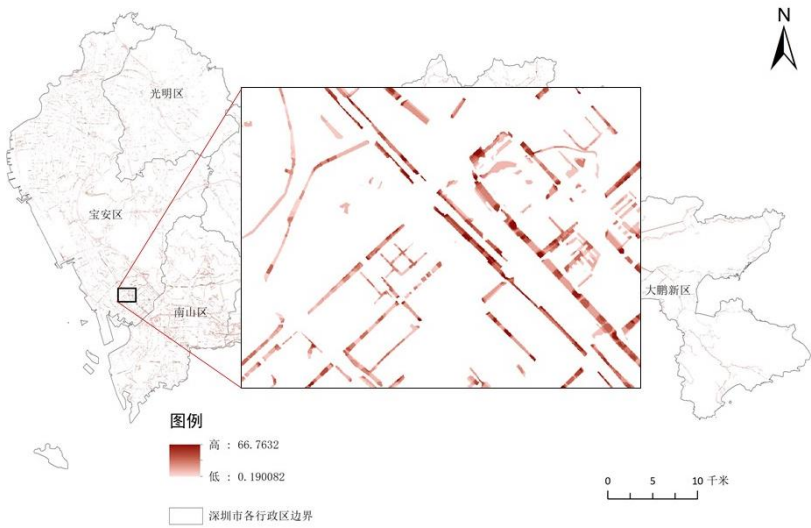 N
光明区
宝安区
南山区
大鹏新区
图例
高 : 66.7632
低 : 0.190082
深圳市各行政区边界
0 5 10 千米